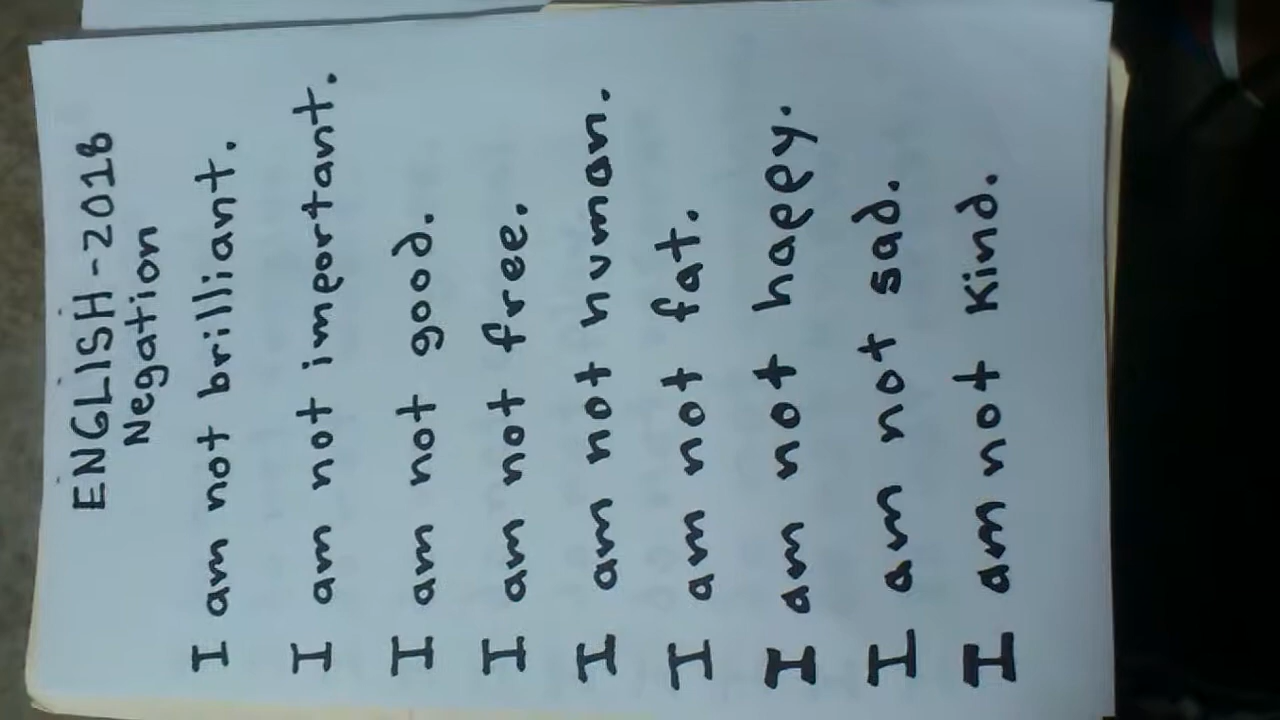 ENGLISH-2018
Negation
I am not brilliant.
I am not important.
I am not good.
I am not free.
I am not human.
I am not fat.
I am not happy.
I am not sad.
I am not Kind.